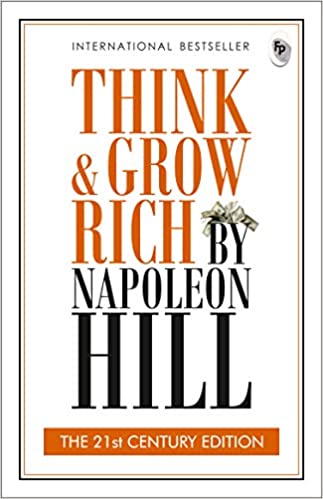 INTERNATIONAL BESTSELLER
FP
THINK
& GROW
RICH BY
NAPOLEON
HILL
THE 21st CENTURY EDITION